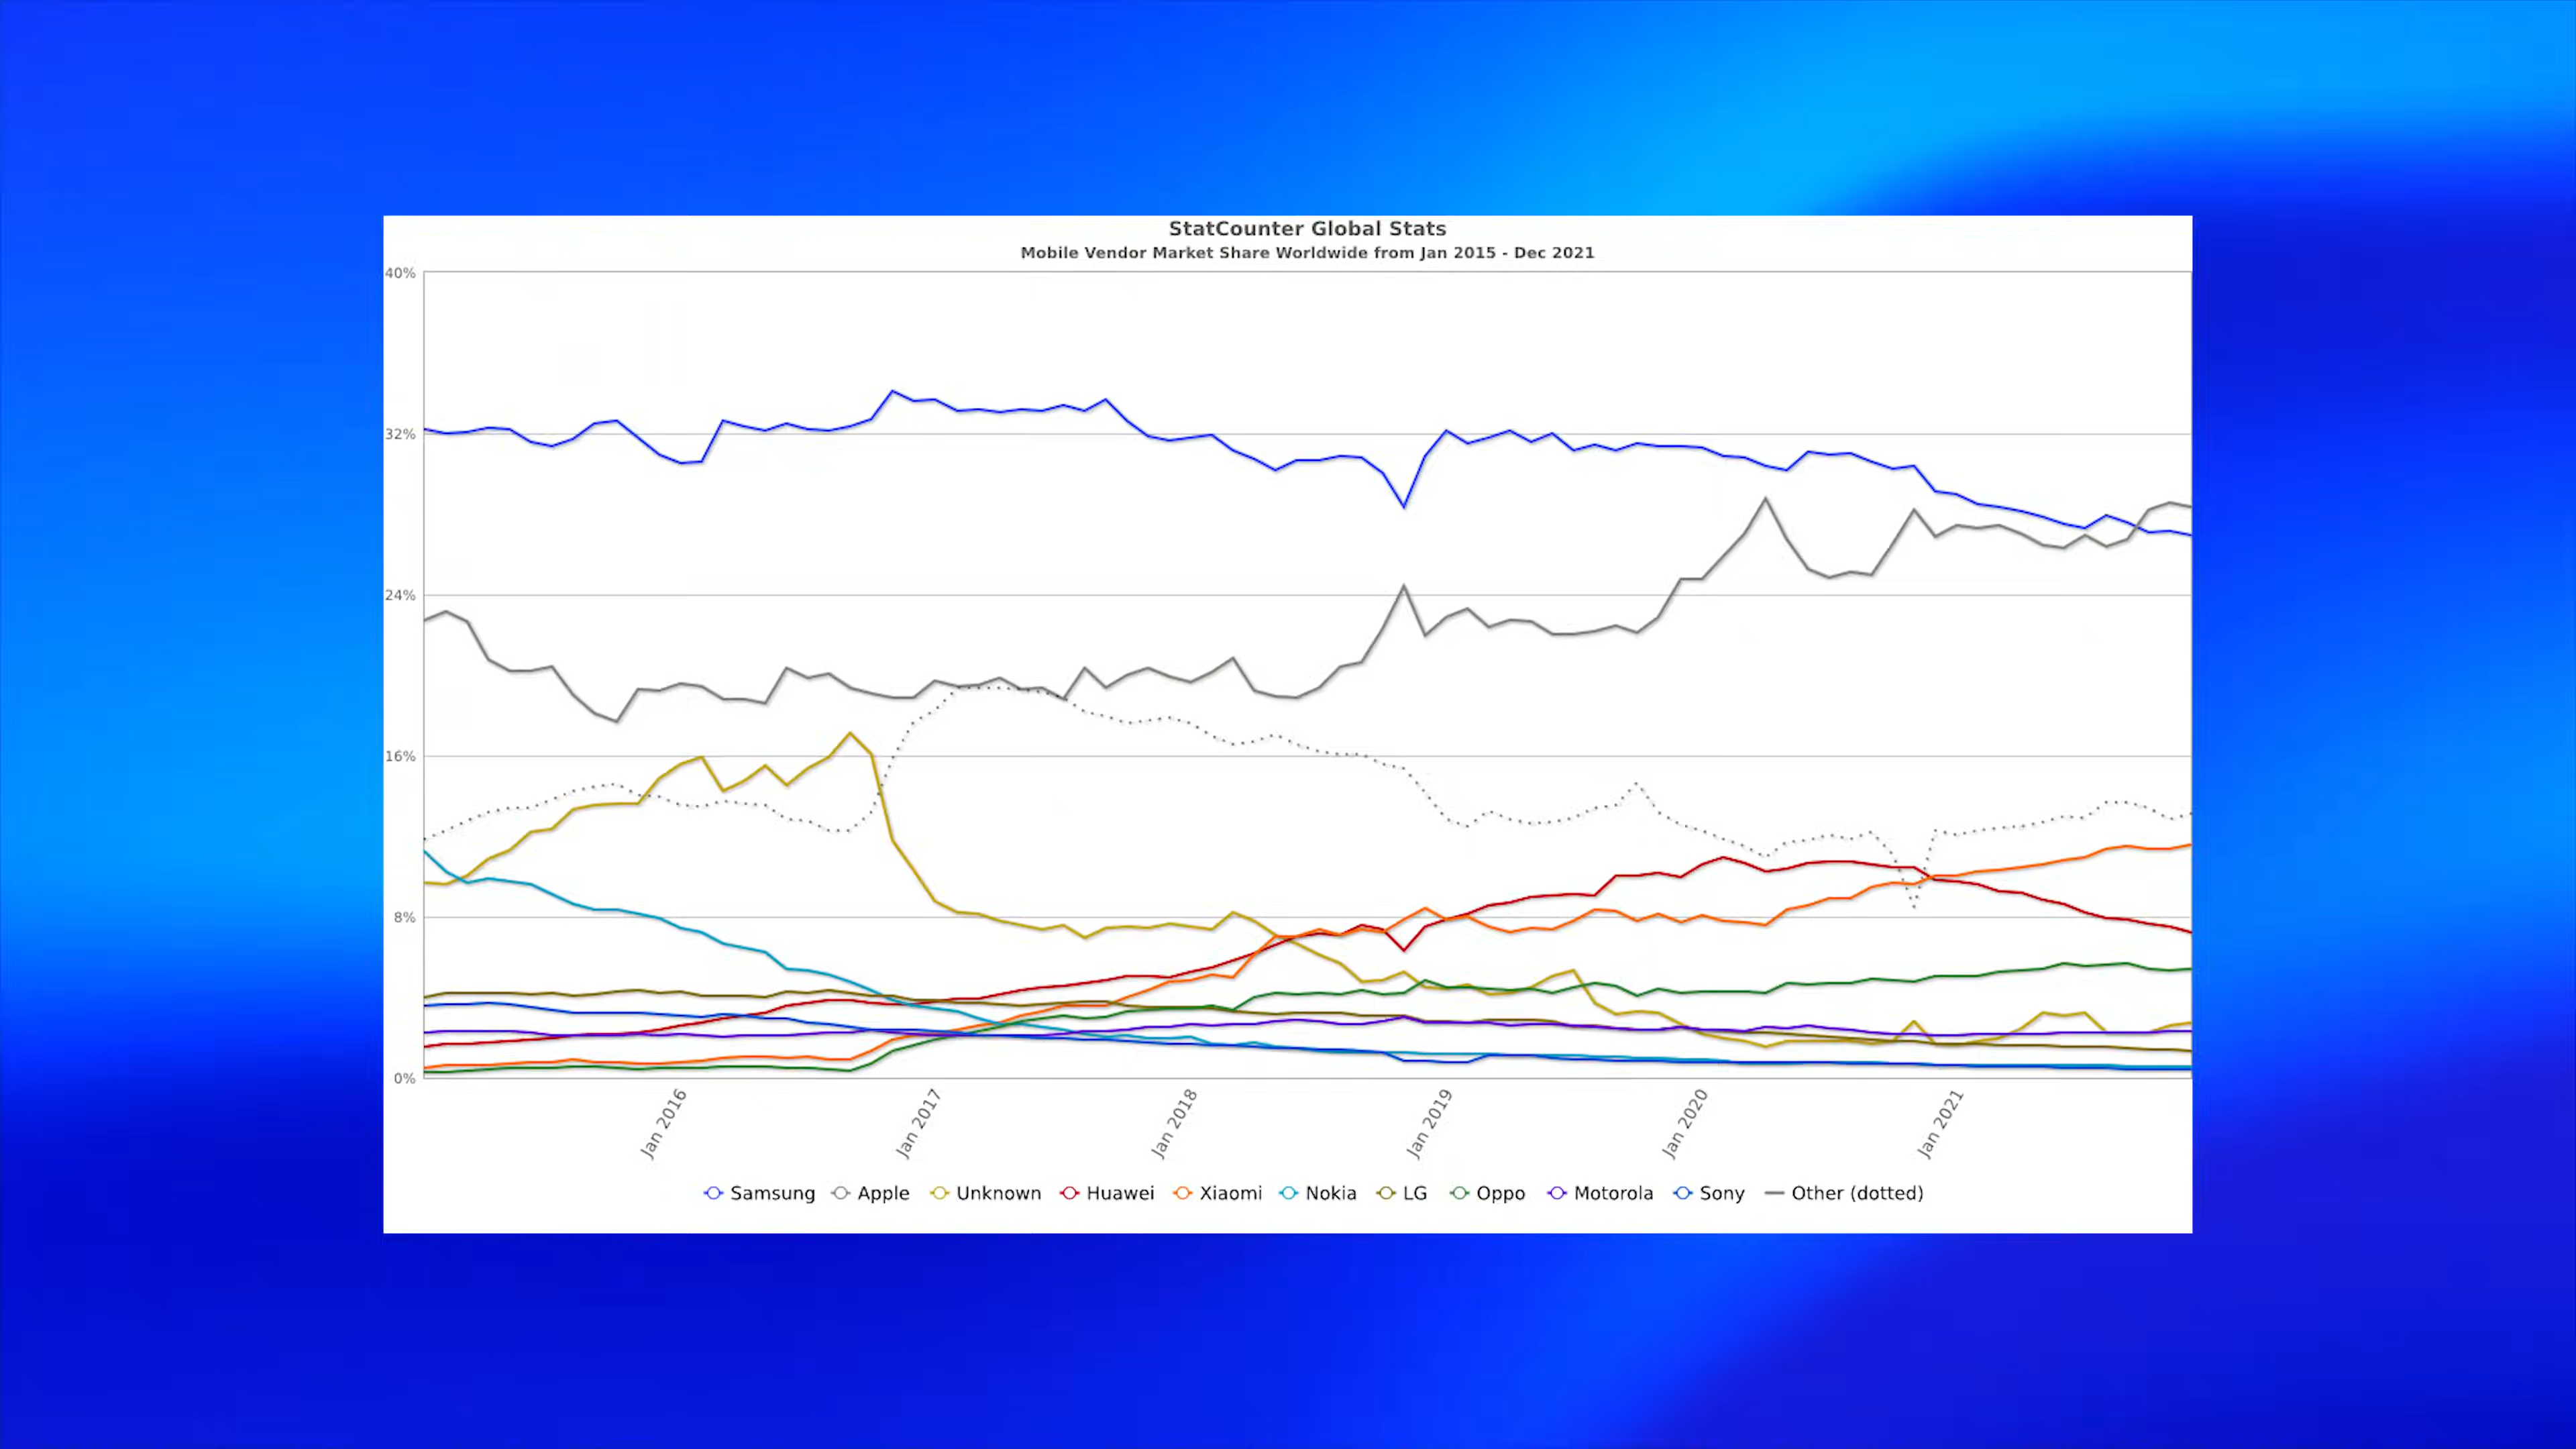 StatCounter Global Stats
Mobile Vendor Market Share Worldwide from Jan 2015 - Dec 2021
40%
32%
24%
16%
8%
0%
Jan 2016 Jan 2017 Jan 2018 Jan 2019 Jan 2020 Jan 2021
Samsung Apple Unknown Huawei Xiaomi Nokia LG Oppo Motorola Sony Other (dotted)